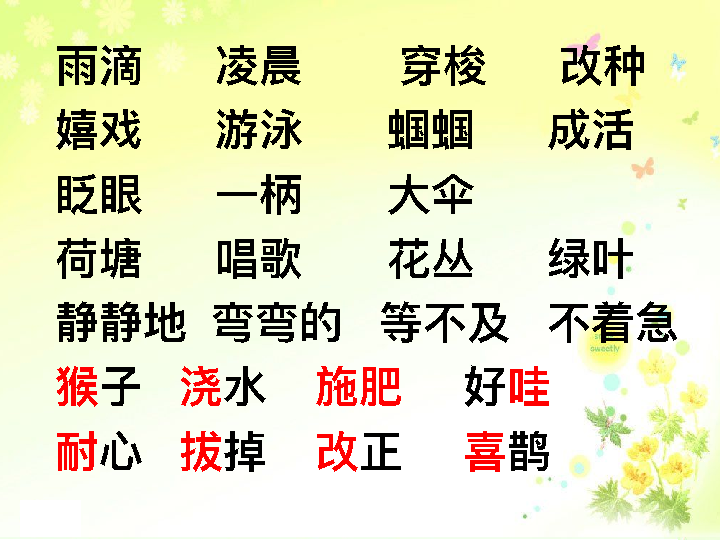 雨滴 凌晨 穿梭 改种
嬉戏 游泳 蝈蝈 成活
眨眼 一柄 大伞
荷塘 唱歌 花丛 绿叶
静静地 弯弯的 等不及 不着急
sweetly
猴子 浇水 施肥 好哇
耐心 拔掉 改正 喜鹊